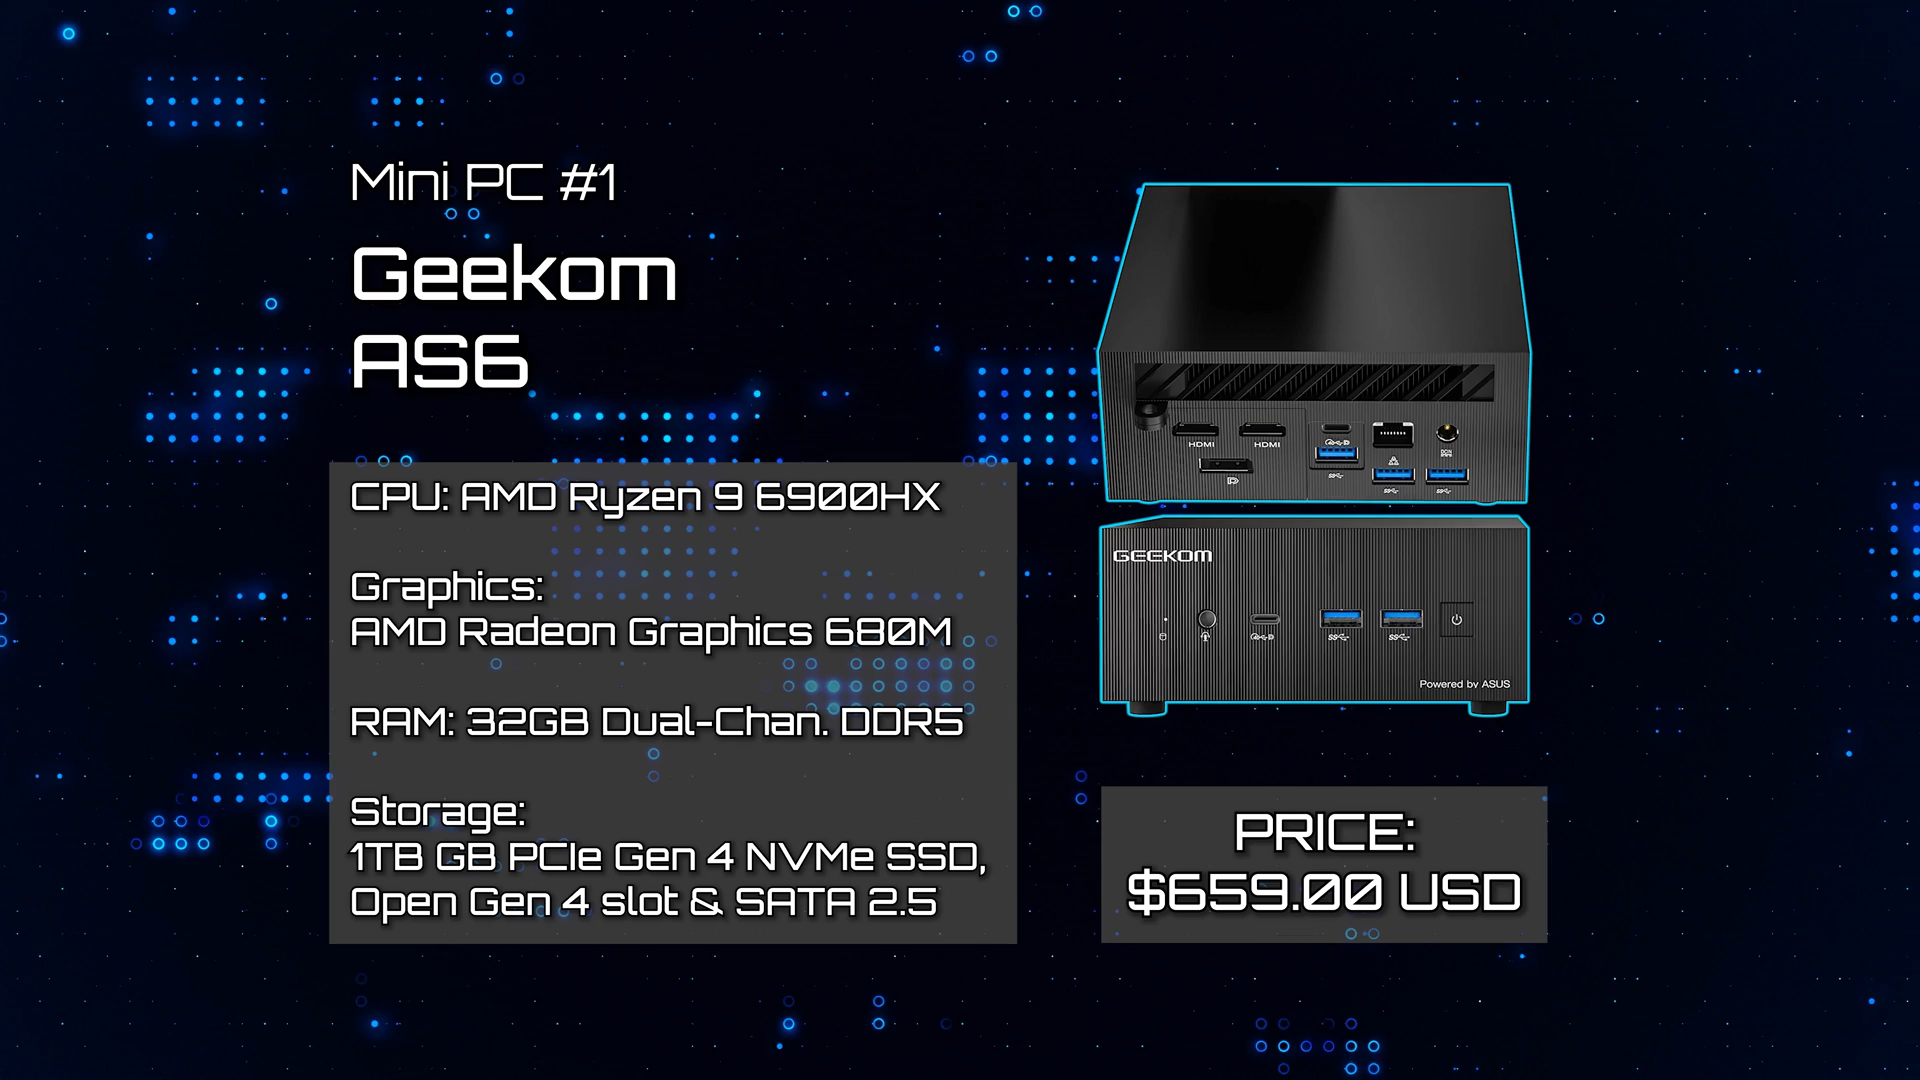 Mini PC #1
Geekom
AS6
CPU: AMD Ryzen 9 6900HX
Graphics:
AMD Radeon Graphics 680M
RAM: 32GB Dual-Chan. DDR5
Storage:
1TB GB PCIe Gen 4 NVMe SSD,
Open Gen 4 slot & SATA 2.5
HDMI
HDMI
GEEKOM
Powered by ASUS
PRICE:
$659.00 USD